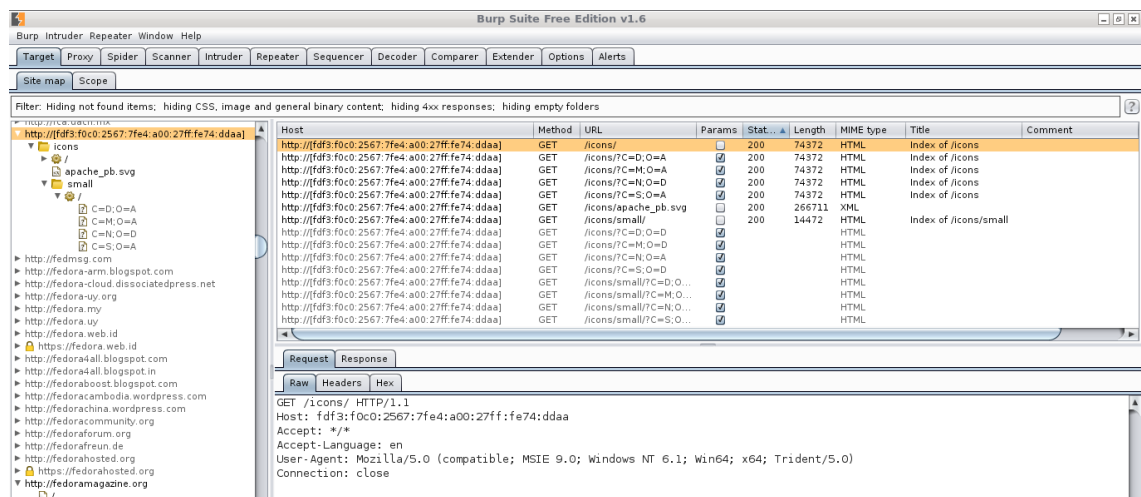 Burp Suite Free Edition v1.6
Burp Intruder Repeater Window Help
Target Proxy Spider Scanner Intruder Repeater Sequencer Decoder Comparer Extender Options Alerts
Site map Scope
Filter: Hiding not found items; hiding CSS, image and general binary content; hiding 4xx responses; hiding empty folders
?
http://[fdf3:f0c0:2567:7fe4:a00:27ff:fe74:ddaa]
icons
/
apache_pb.svg
small
/
C=D;O=A
C=M;O=A
C=N;O=D
C=S;O=A
http://fedmsg.com
http://fedora-arm.blogspot.com
http://fedora-cloud.dissociatedpress.net
http://fedora-uy.org
http://fedora.my
http://fedora.uy
http://fedora.web.id
https://fedora.web.id
http://fedora4all.blogspot.com
http://fedora4all.blogspot.in
http://fedoraboost.blogspot.com
http://fedoracambodia.wordpress.com
http://fedorachina.wordpress.com
http://fedoracommunity.org
http://fedoraforum.org
http://fedorafreun.de
http://fedorahosted.org
https://fedorahosted.org
http://fedoramagazine.org
Host Method URL Params Stat... Length MIME type Title Comment
http://[fdf3:f0c0:2567:7fe4:a00:27ff:fe74:ddaa] GET /icons/ 200 74372 HTML Index of /icons
http://[fdf3:f0c0:2567:7fe4:a00:27ff:fe74:ddaa] GET /icons/?C=D;O=A 200 74372 HTML Index of /icons
http://[fdf3:f0c0:2567:7fe4:a00:27ff:fe74:ddaa] GET /icons/?C=M;O=A 200 74372 HTML Index of /icons
http://[fdf3:f0c0:2567:7fe4:a00:27ff:fe74:ddaa] GET /icons/?C=N;O=D 200 74372 HTML Index of /icons
http://[fdf3:f0c0:2567:7fe4:a00:27ff:fe74:ddaa] GET /icons/?C=S;O=A 200 74372 HTML Index of /icons
http://[fdf3:f0c0:2567:7fe4:a00:27ff:fe74:ddaa] GET /icons/apache_pb.svg 200 266711 XML
http://[fdf3:f0c0:2567:7fe4:a00:27ff:fe74:ddaa] GET /icons/small/ 200 14472 HTML Index of /icons/small
http://[fdf3:f0c0:2567:7fe4:a00:27ff:fe74:ddaa] GET /icons/?C=D;O=D HTML
http://[fdf3:f0c0:2567:7fe4:a00:27ff:fe74:ddaa] GET /icons/?C=M;O=D HTML
http://[fdf3:f0c0:2567:7fe4:a00:27ff:fe74:ddaa] GET /icons/?C=N;O=A HTML
http://[fdf3:f0c0:2567:7fe4:a00:27ff:fe74:ddaa] GET /icons/?C=S;O=D HTML
http://[fdf3:f0c0:2567:7fe4:a00:27ff:fe74:ddaa] GET /icons/small/?C=D;O... HTML
http://[fdf3:f0c0:2567:7fe4:a00:27ff:fe74:ddaa] GET /icons/small/?C=M;O... HTML
http://[fdf3:f0c0:2567:7fe4:a00:27ff:fe74:ddaa] GET /icons/small/?C=N;O... HTML
http://[fdf3:f0c0:2567:7fe4:a00:27ff:fe74:ddaa] GET /icons/small/?C=S;O... HTML
Request Response
Raw Headers Hex
GET /icons/ HTTP/1.1
Host: fdf3:f0c0:2567:7fe4:a00:27ff:fe74:ddaa
Accept: */*
Accept-Language: en
User-Agent: Mozilla/5.0 (compatible; MSIE 9.0; Windows NT 6.1; Win64; x64; Trident/5.0)
Connection: close